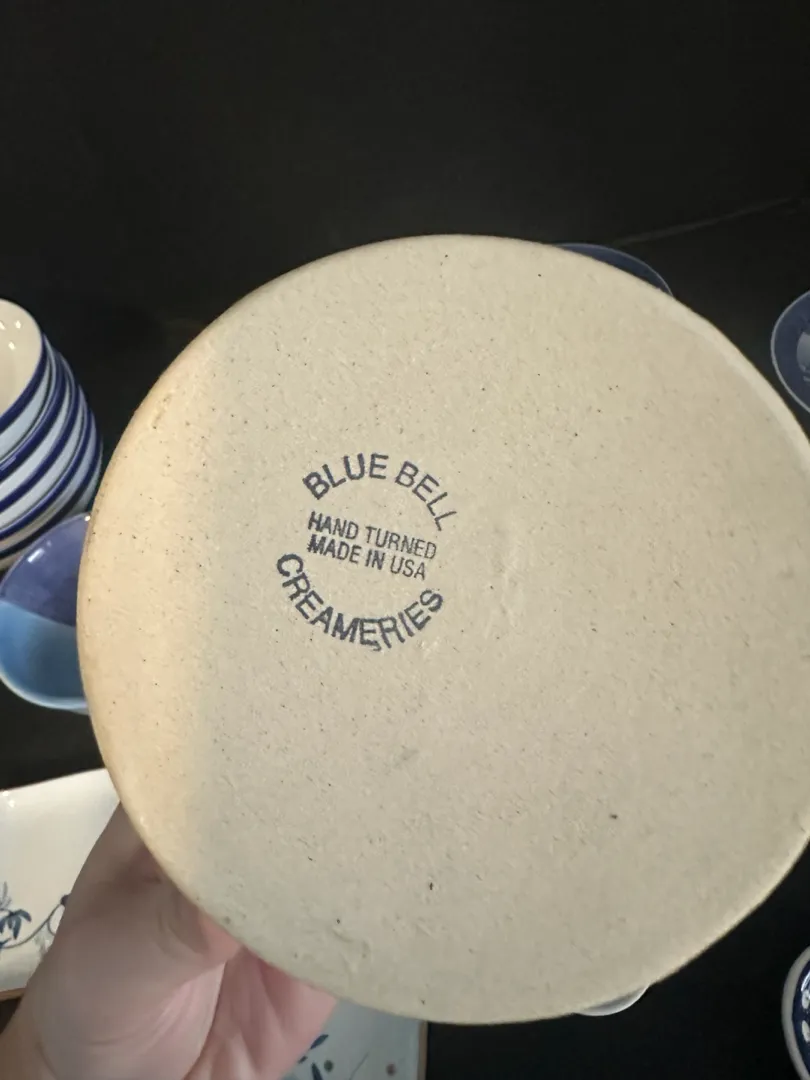 BLUE BELL
HAND TURNED
MADE IN USA
CREAMERIES